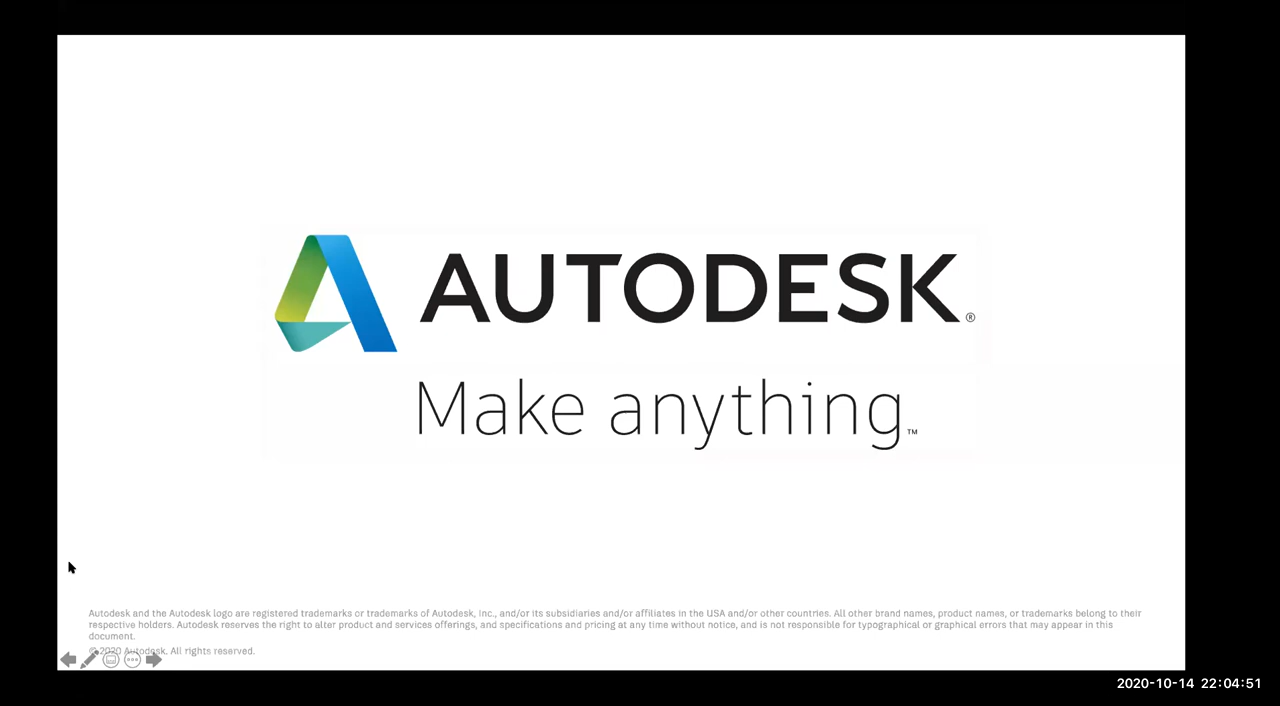 AUTODESK®
Make anything™
Autodesk and the Autodesk logo are registered trademarks or trademarks of Autodesk, Inc., and/or its subsidiaries and/or affiliates in the USA and/or other countries. All other brand names, product names, or trademarks belong to their
respective holders. Autodesk reserves the right to alter product and services offerings, and specifications and pricing at any time without notice, and is not responsible for typographical or graphical errors that may appear in this
document.
© 2020 Autodesk. All rights reserved.
2020-10-14 22:04:51